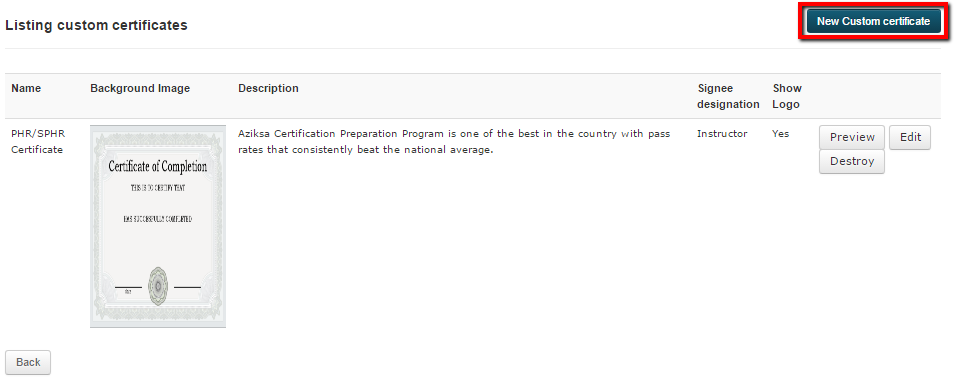 Listing custom certificates
New Custom certificate
Name Background Image Description Signee designation Show Logo
PHR/SPHR Certificate
Certificate of Completion
THIS IS TO CERTIFY THAT
HAS SUCCESFULLY COMPLETED
Aziksa Certification Preparation Program is one of the best in the country with pass
rates that consistently beat the national average.
Instructor
Yes
Preview Edit
Destroy
Back